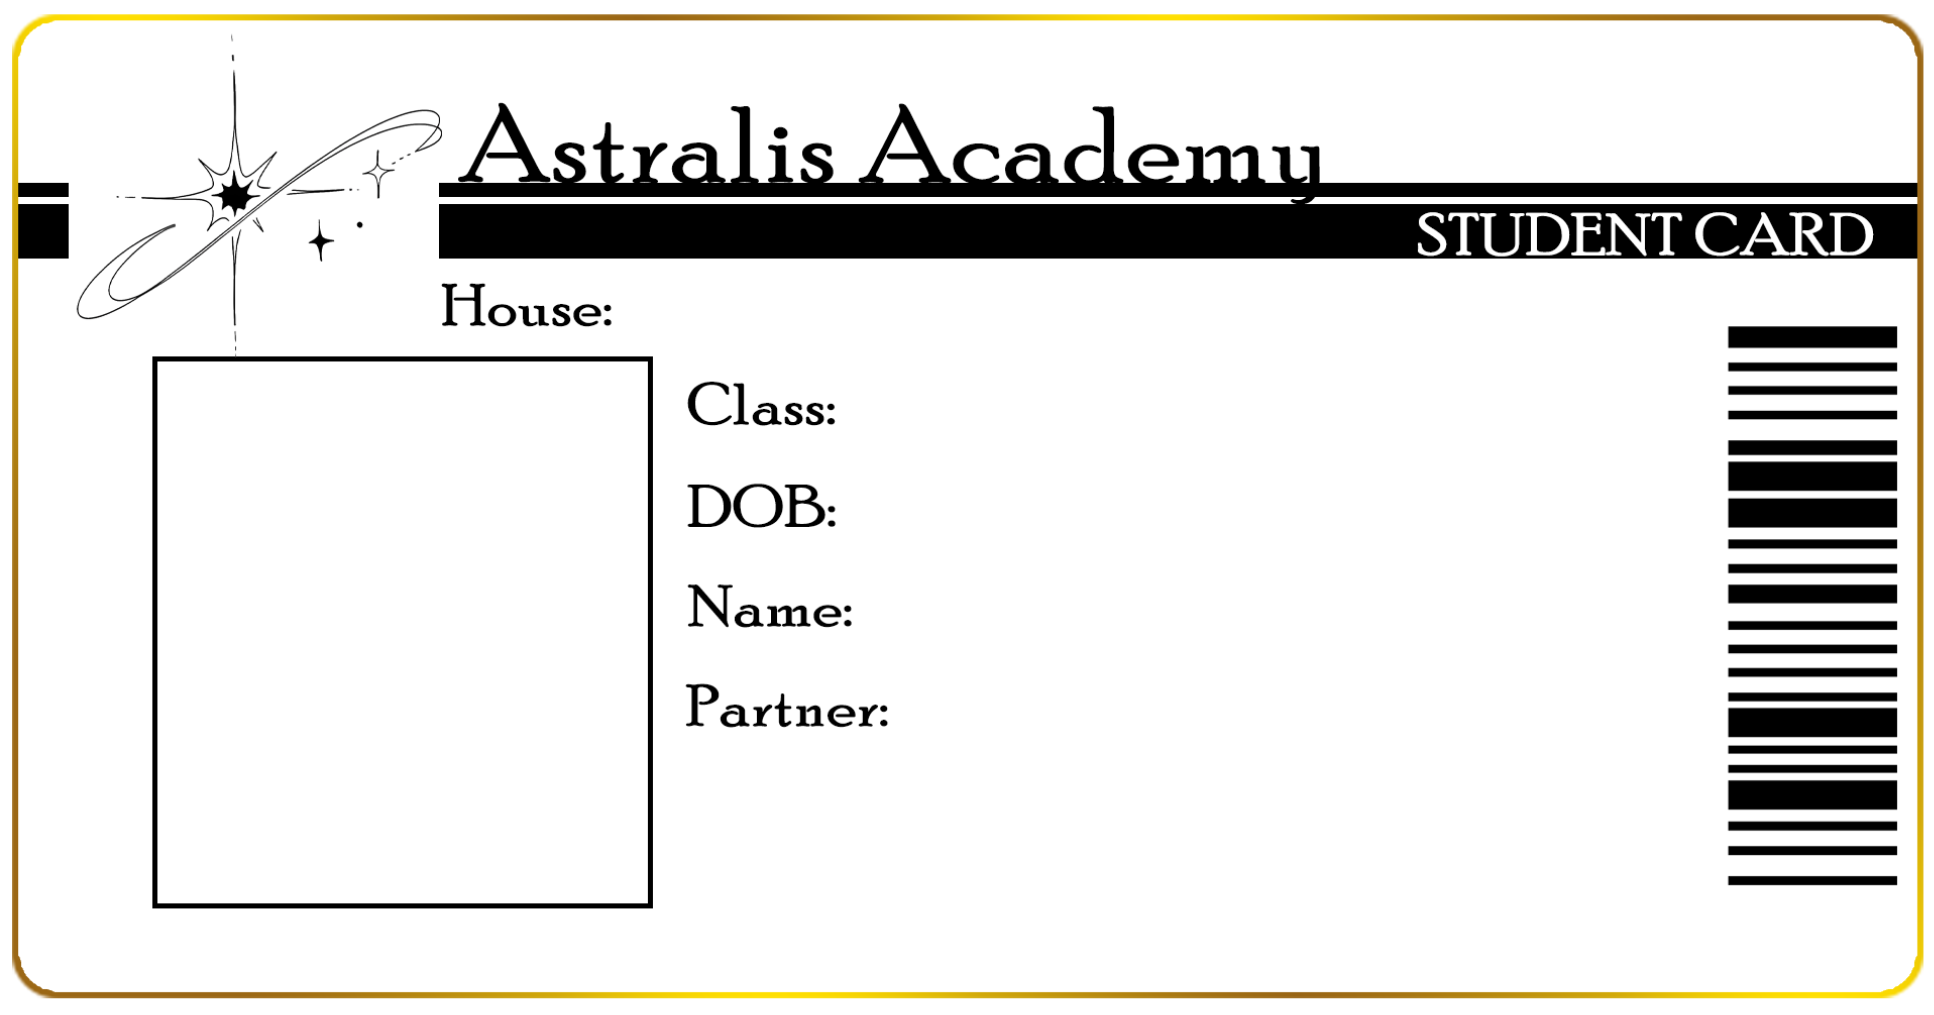 Astralis Academy
STUDENT CARD
House:
Class:
DOB:
Name:
Partner: